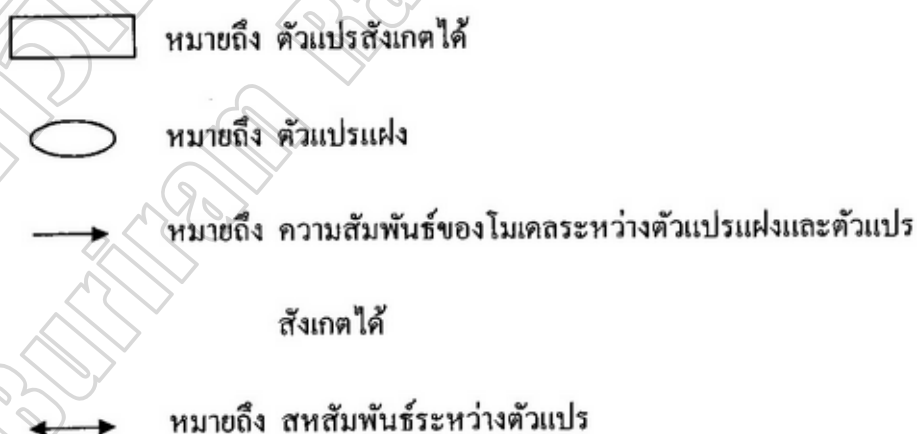 หมายถึง ตัวแปรสังเกตได้
หมายถึง ตัวแปรแฝง
หมายถึง ความสัมพันธ์ของโมเดลระหว่างตัวแปรแฝงและตัวแปร
สังเกตได้
หมายถึง สหสัมพันธ์ระหว่างตัวแปร
Buriram